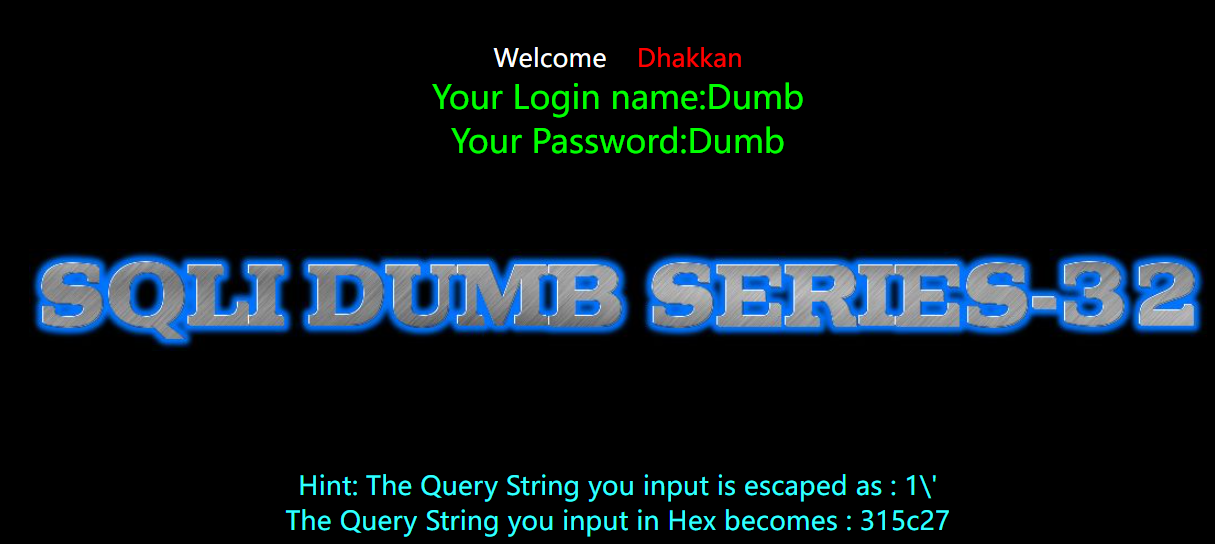 Welcome Dhakkan
Your Login name:Dumb
Your Password:Dumb
SQLI DUMB SERIES-32
Hint: The Query String you input is escaped as : 1\'
The Query String you input in Hex becomes : 315c27